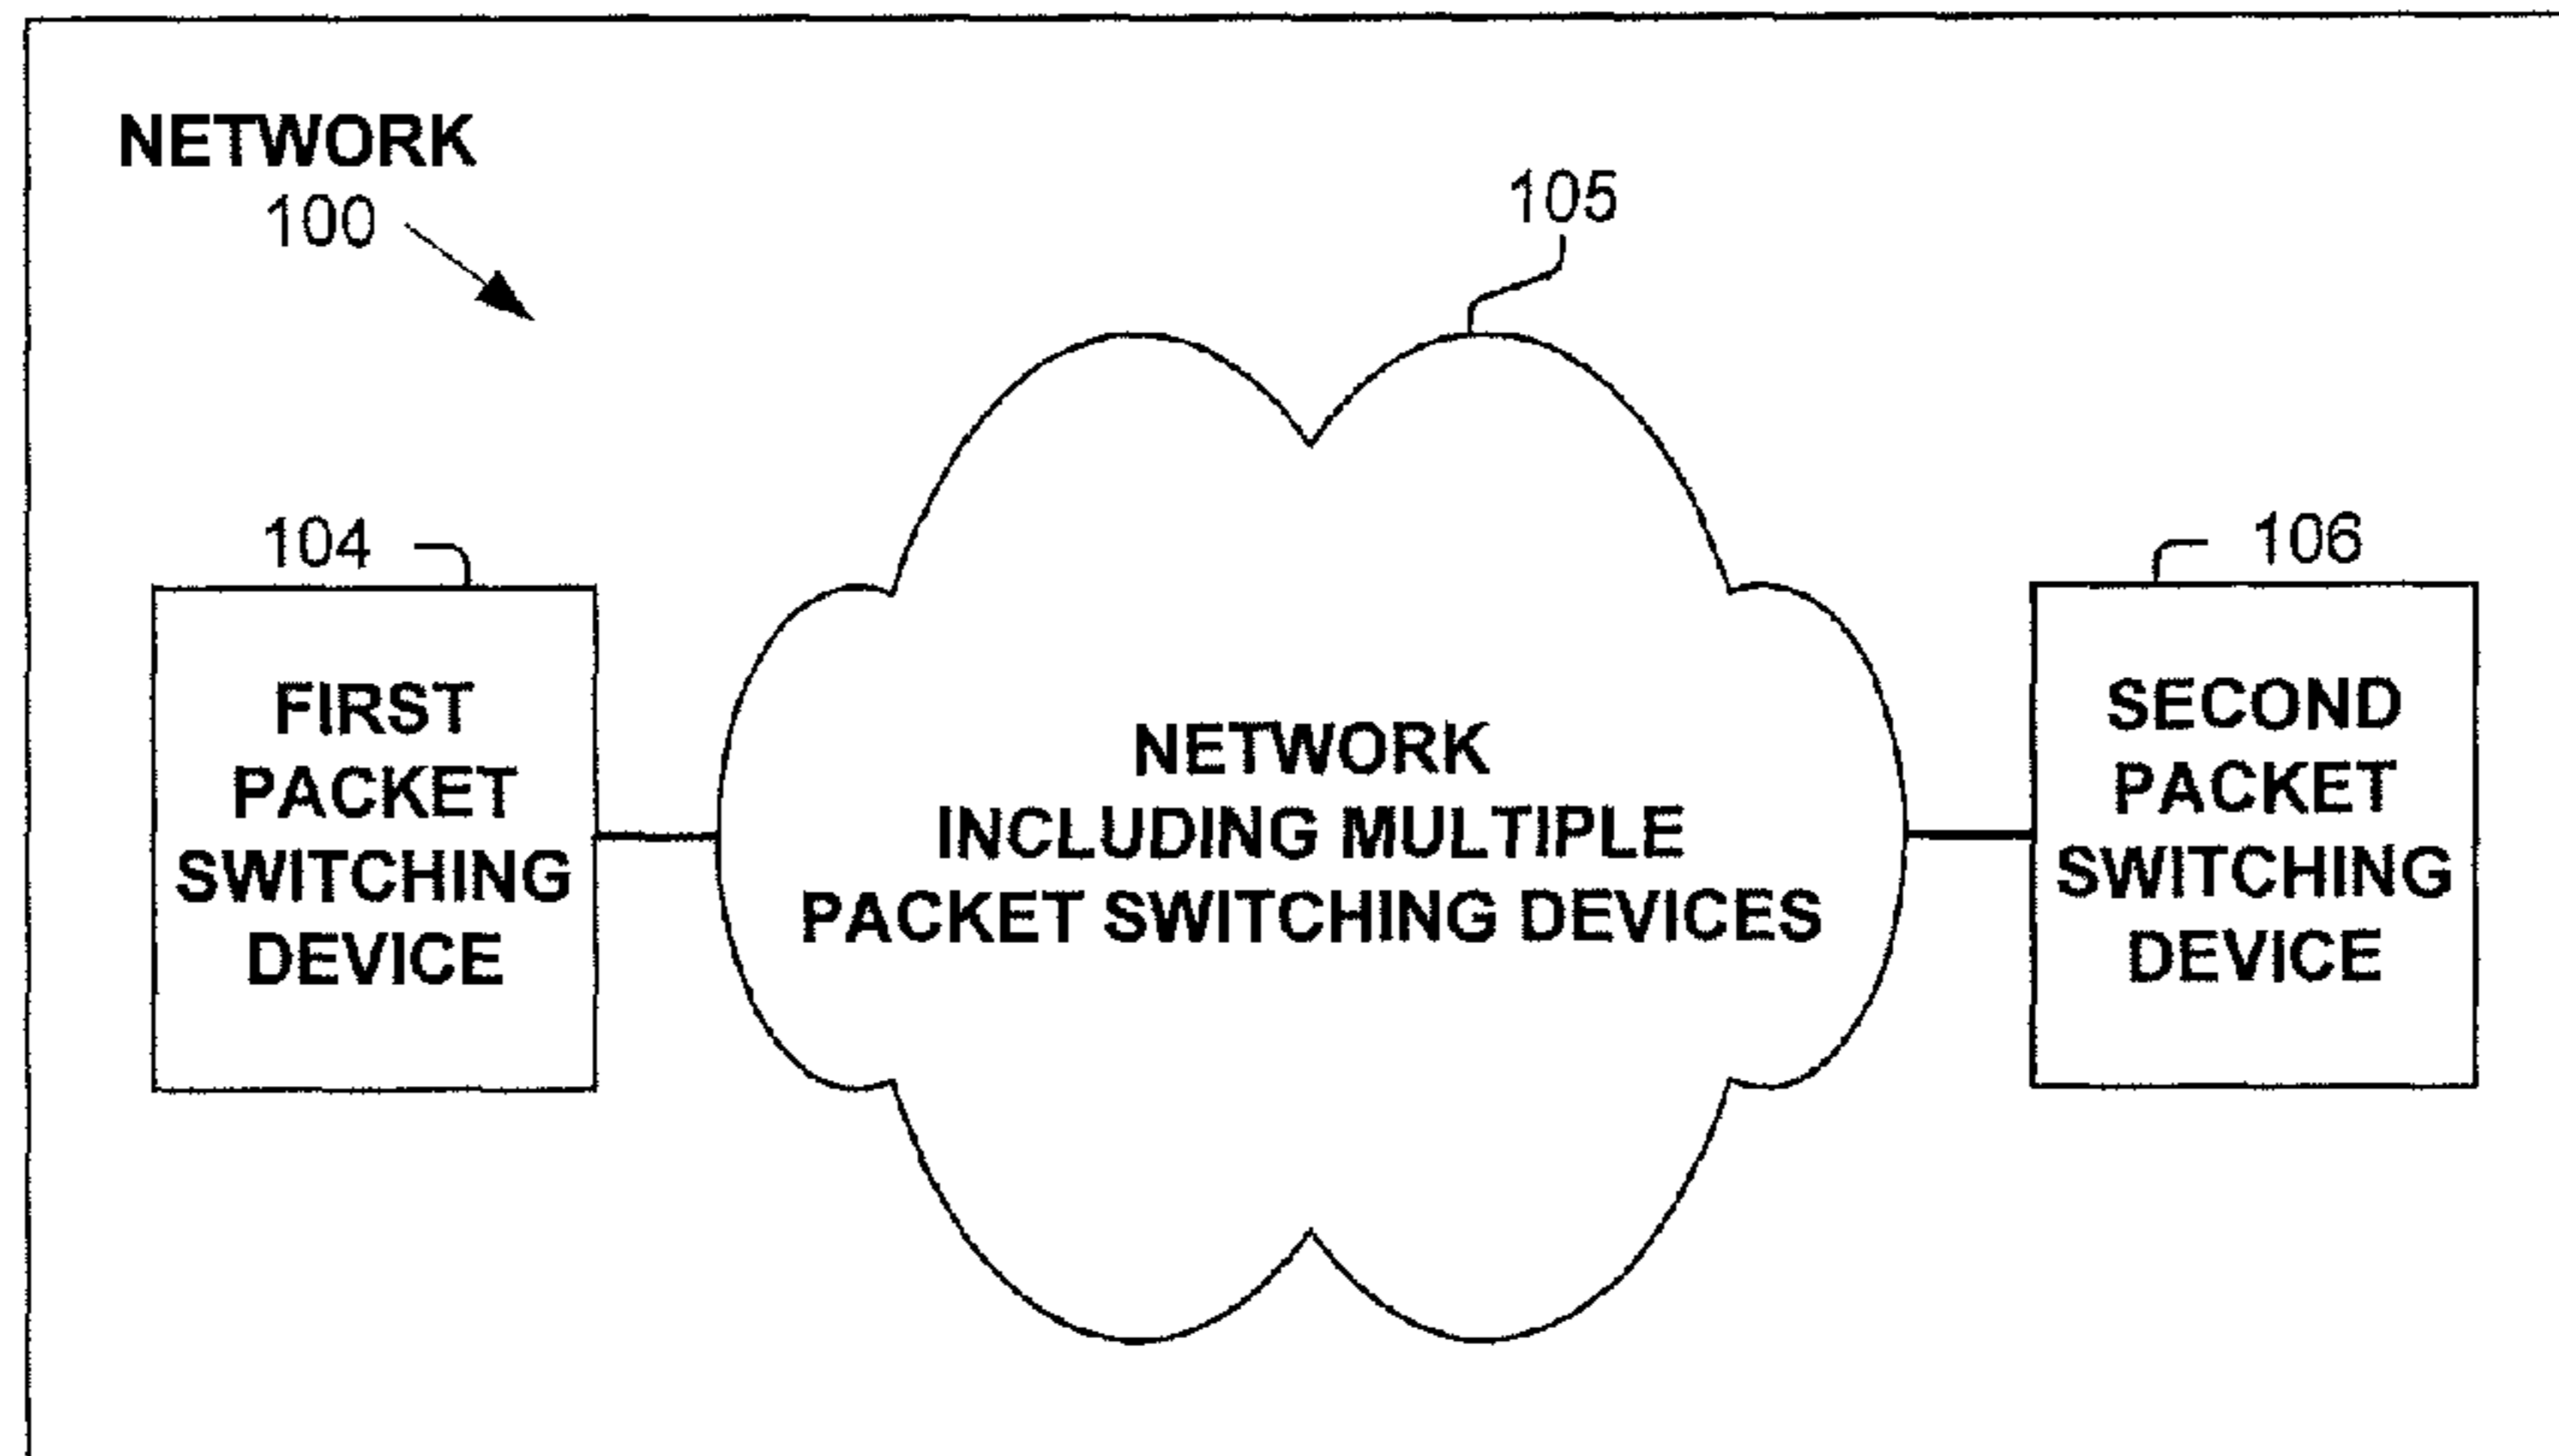 NETWORK
100
105
104
106
FIRST
PACKET
SWITCHING
DEVICE
NETWORK
INCLUDING MULTIPLE
PACKET SWITCHING DEVICES
SECOND
PACKET
SWITCHING
DEVICE